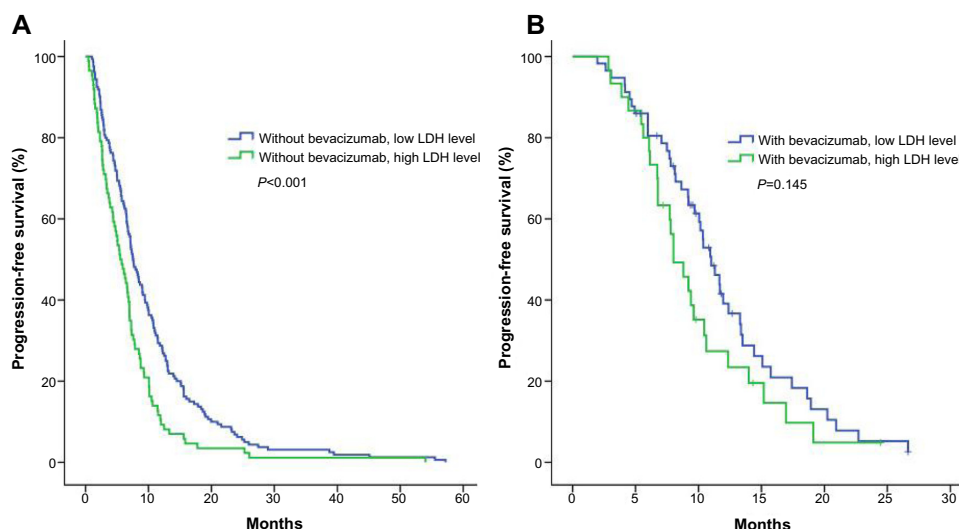 A
Progression-free survival (%)
100
80
60
40
20
0
Without bevacizumab, low LDH level
Without bevacizumab, high LDH level
P<0.001
0 10 20 30 40 50 60
Months
B
Progression-free survival (%)
100
80
60
40
20
0
With bevacizumab, low LDH level
With bevacizumab, high LDH level
P=0.145
0 5 10 15 20 25 30
Months